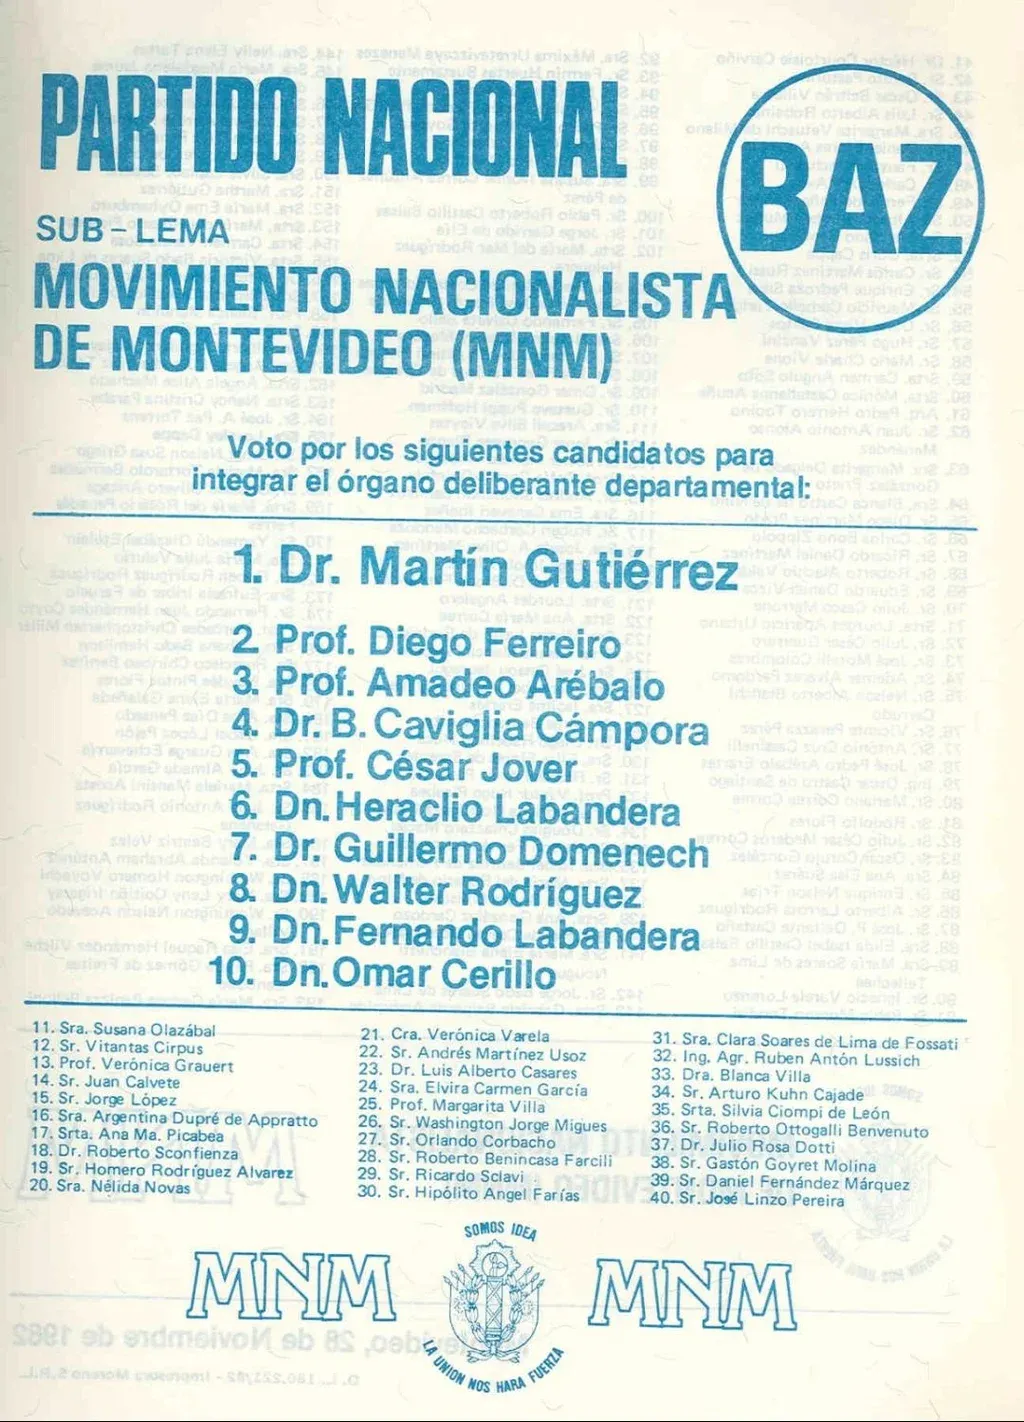 PARTIDO NACIONAL
BAZ
SUB - LEMA
MOVIMIENTO NACIONALISTA
DE MONTEVIDEO (MNM)
Voto por los siguientes candidatos para
integrar el órgano deliberante departamental:
1. Dr. Martín Gutiérrez
2. Prof. Diego Ferreiro
3. Prof. Amadeo Arébalo
4. Dr. B. Caviglia Cámpora
5. Prof. César Jover
6. Dn. Heraclio Labandera
7. Dr. Guillermo Domenech
8. Dn. Walter Rodríguez
9. Dn. Fernando Labandera
10. Dn. Omar Cerillo
11. Sra. Susana Olazábal
12. Sr. Vitantas Cirpus
13. Prof. Verónica Grauert
14. Sr. Juan Calvete
15. Sr. Jorge López
16. Sra. Argentina Dupré de Appratto
17. Srta. Ana Ma. Picabea
18. Dr. Roberto Sconfienza
19. Sr. Homero Rodríguez Alvarez
20. Sra. Nélida Novas
21. Cra. Verónica Varela
22. Sr. Andrés Martínez Usoz
23. Dr. Luis Alberto Casares
24. Sra. Elvira Carmen García
25. Prof. Margarita Villa
26. Sr. Washington Jorge Migues
27. Sr. Orlando Corbacho
28. Sr. Roberto Benincasa Farcili
29. Sr. Ricardo Sclavi
30. Sr. Hipólito Angel Farías
31. Sra. Clara Soares de Lima de Fossati
32. Ing. Agr. Ruben Antón Lussich
33. Dra. Blanca Villa
34. Sr. Arturo Kuhn Cajade
35. Srta. Silvia Ciompi de León
36. Sr. Roberto Ottogalli Benvenuto
37. Dr. Julio Rosa Dotti
38. Sr. Gastón Goyret Molina
39. Sr. Daniel Fernández Márquez
40. Sr. José Linzo Pereira
SOMOS IDEA
MNM
MNM
LA UNION NOS HARA FUERZA